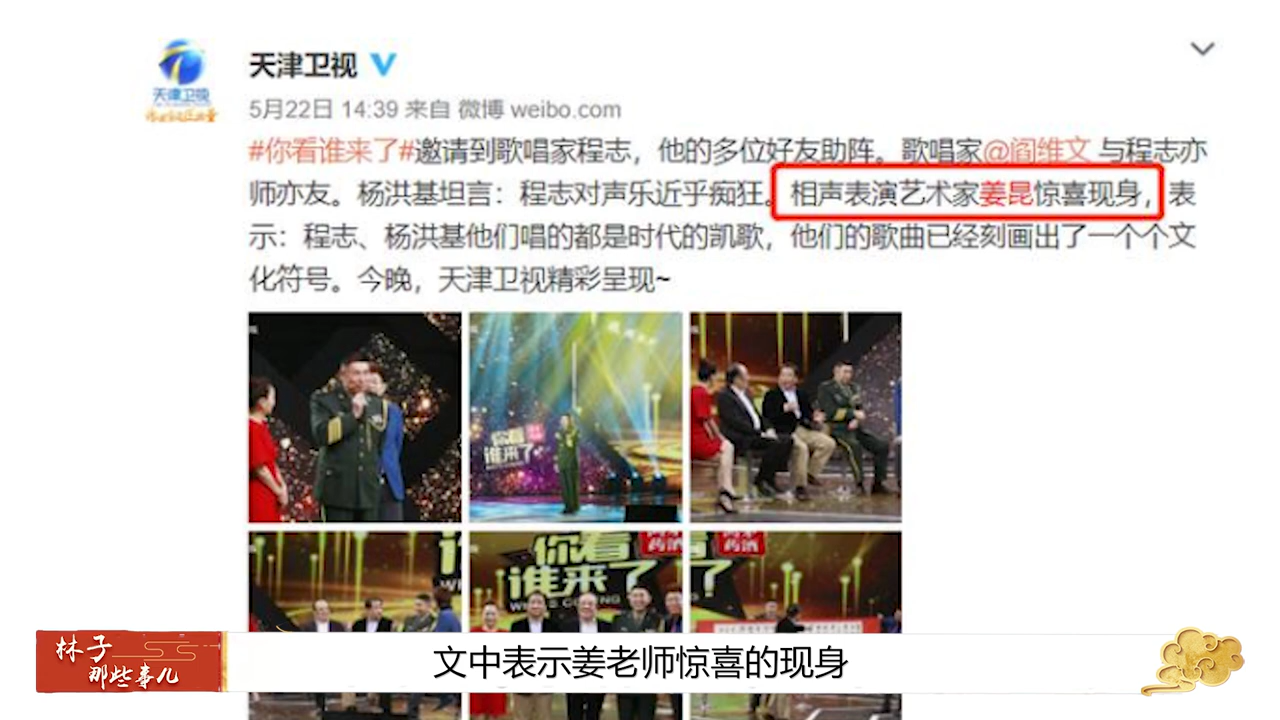 天津卫视
天津卫视
5月22日 14:39 来自 微博 weibo.com
#你看谁来了#邀请到歌唱家程志，他的多位好友助阵。歌唱家@阎维文 与程志亦
师亦友。杨洪基坦言：程志对声乐近乎痴狂。相声表演艺术家姜昆惊喜现身，表
示：程志、杨洪基他们唱的都是时代的凯歌，他们的歌曲已经刻画出了一个个文
化符号。今晚，天津卫视精彩呈现~
你看
谁来了
你看
谁来了
林子
那些事儿
文中表示姜老师惊喜的现身